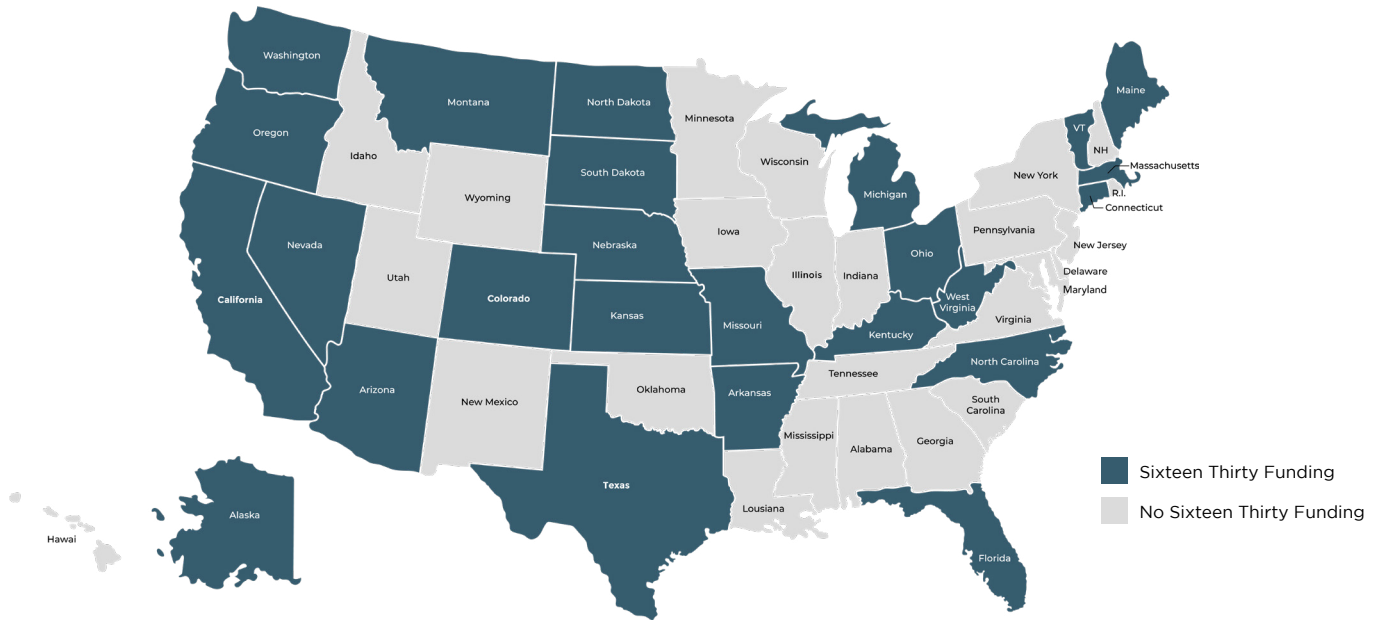 Washington
Montana
North Dakota
Minnesota
Maine
Oregon
VT
NH
Idaho
Wisconsin
Massachusetts
South Dakota
New York
Michigan
R.I.
Wyoming
Connecticut
Iowa
Pennsylvania
Nevada
Nebraska
New Jersey
Ohio
Utah
Illinois
Indiana
Delaware
California
Colorado
Maryland
West
Virginia
Kansas
Virginia
Missouri
Kentucky
North Carolina
Tennessee
Arizona
Oklahoma
Arkansas
New Mexico
South
Carolina
Mississippi
Alabama
Georgia
Sixteen Thirty Funding
Texas
Lousiana
No Sixteen Thirty Funding
Alaska
Hawai
Florida